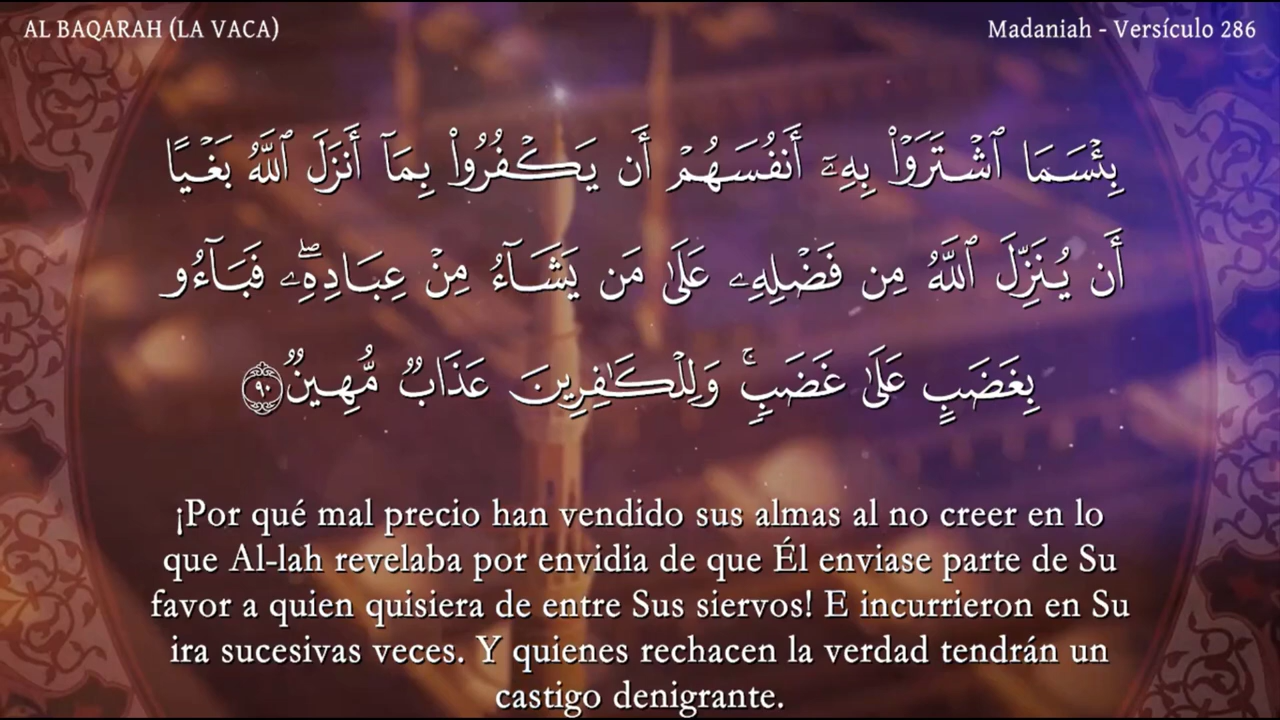 AL BAQARAH (LA VACA)
Madaniah - Versículo 286
بِئْسَمَا ٱشْتَرَوْا۟ بِهِۦٓ أَنفُسَهُمْ أَن يَكْفُرُوا۟ بِمَآ أَنزَلَ ٱللَّهُ بَغْيًا
أَن يُنَزِّلَ ٱللَّهُ مِن فَضْلِهِۦ عَلَىٰ مَن يَشَآءُ مِنْ عِبَادِهِۦ ۖ فَبَآءُو
بِغَضَبٍ عَلَىٰ غَضَبٍ ۚ وَلِلْكَٰفِرِينَ عَذَابٌ مُّهِينٌ ٩٠
¡Por qué mal precio han vendido sus almas al no creer en lo
que Al-lah revelaba por envidia de que Él enviase parte de Su
favor a quien quisiera de entre Sus siervos! E incurrieron en Su
ira sucesivas veces. Y quienes rechacen la verdad tendrán un
castigo denigrante.